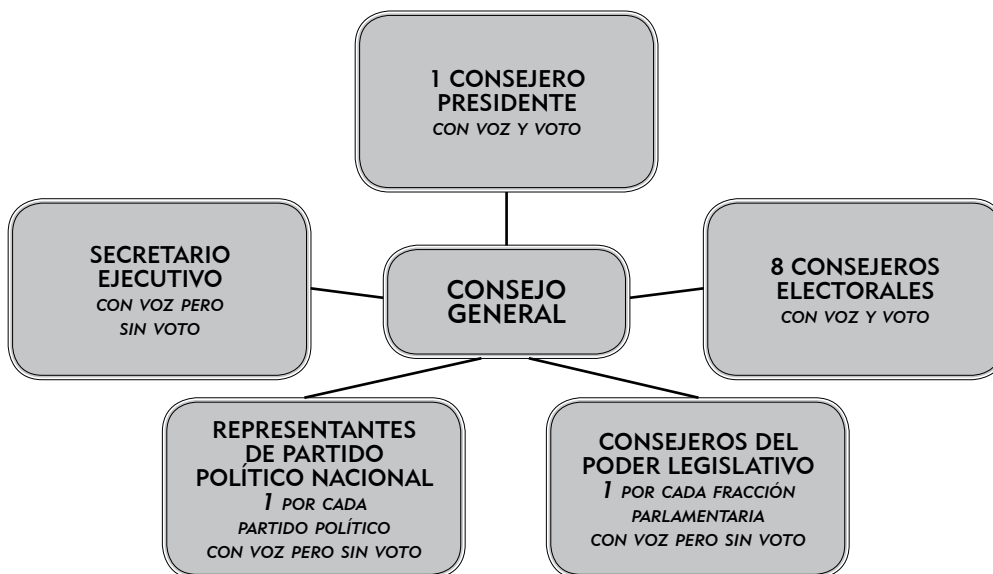 1 CONSEJERO
PRESIDENTE
CON VOZ Y VOTO
SECRETARIO
EJECUTIVO
CON VOZ PERO
SIN VOTO
CONSEJO
GENERAL
8 CONSEJEROS
ELECTORALES
CON VOZ Y VOTO
REPRESENTANTES
DE PARTIDO
POLÍTICO NACIONAL
1 POR CADA
PARTIDO POLÍTICO
CON VOZ PERO SIN VOTO
CONSEJEROS DEL
PODER LEGISLATIVO
1 POR CADA FRACCIÓN
PARLAMENTARIA
CON VOZ PERO SIN VOTO